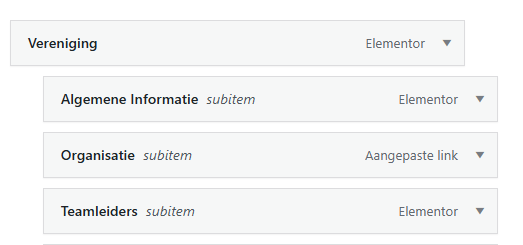 Vereniging Elementor
Algemene Informatie subitem Elementor
Organisatie subitem Aangepaste link
Teamleiders subitem Elementor